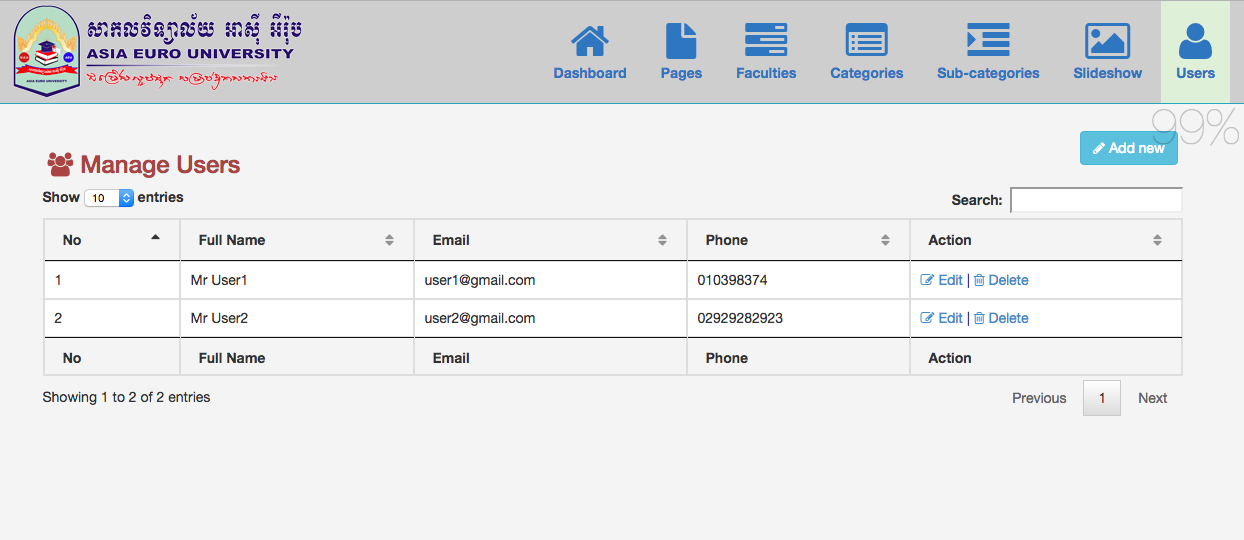 សាកលវិទ្យាល័យ អាស៊ី អឺរ៉ុប
ASIA EURO UNIVERSITY
ASIA EURO UNIVERSITY
Dashboard Pages Faculties Categories Sub-categories Slideshow Users
99%
Add new
Manage Users
Show 10 entries
Search:
No Full Name Email Phone Action
1 Mr User1 user1@gmail.com 010398374 Edit | Delete
2 Mr User2 user2@gmail.com 02929282923 Edit | Delete
No Full Name Email Phone Action
Showing 1 to 2 of 2 entries
Previous 1 Next